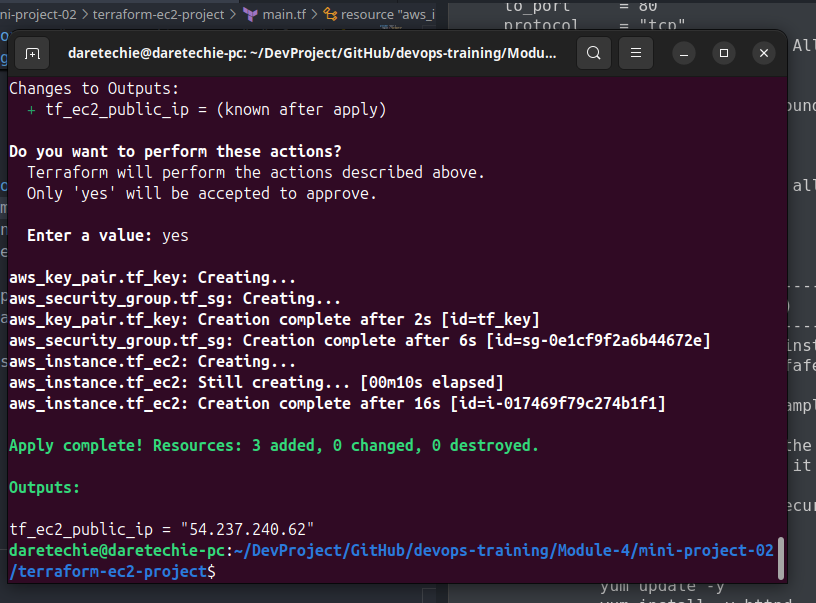 ni-project-02 > terraform-ec2-project > main.tf > resource "aws_i
to_port = 80
protocol = "tcp"
daretechie@daretechie-pc: ~/DevProject/GitHub/devops-training/Modu...
Changes to Outputs:
+ tf_ec2_public_ip = (known after apply)
Do you want to perform these actions?
Terraform will perform the actions described above.
Only 'yes' will be accepted to approve.
Enter a value: yes
aws_key_pair.tf_key: Creating...
aws_security_group.tf_sg: Creating...
aws_key_pair.tf_key: Creation complete after 2s [id=tf_key]
aws_security_group.tf_sg: Creation complete after 6s [id=sg-0e1cf9f2a6b44672e]
aws_instance.tf_ec2: Creating...
aws_instance.tf_ec2: Still creating... [00m10s elapsed]
aws_instance.tf_ec2: Creation complete after 16s [id=i-017469f79c274b1f1]
Apply complete! Resources: 3 added, 0 changed, 0 destroyed.
Outputs:
tf_ec2_public_ip = "54.237.240.62"
daretechie@daretechie-pc:~/DevProject/GitHub/devops-training/Module-4/mini-project-02
/terraform-ec2-project$
yum update -y
yum install -y httpd